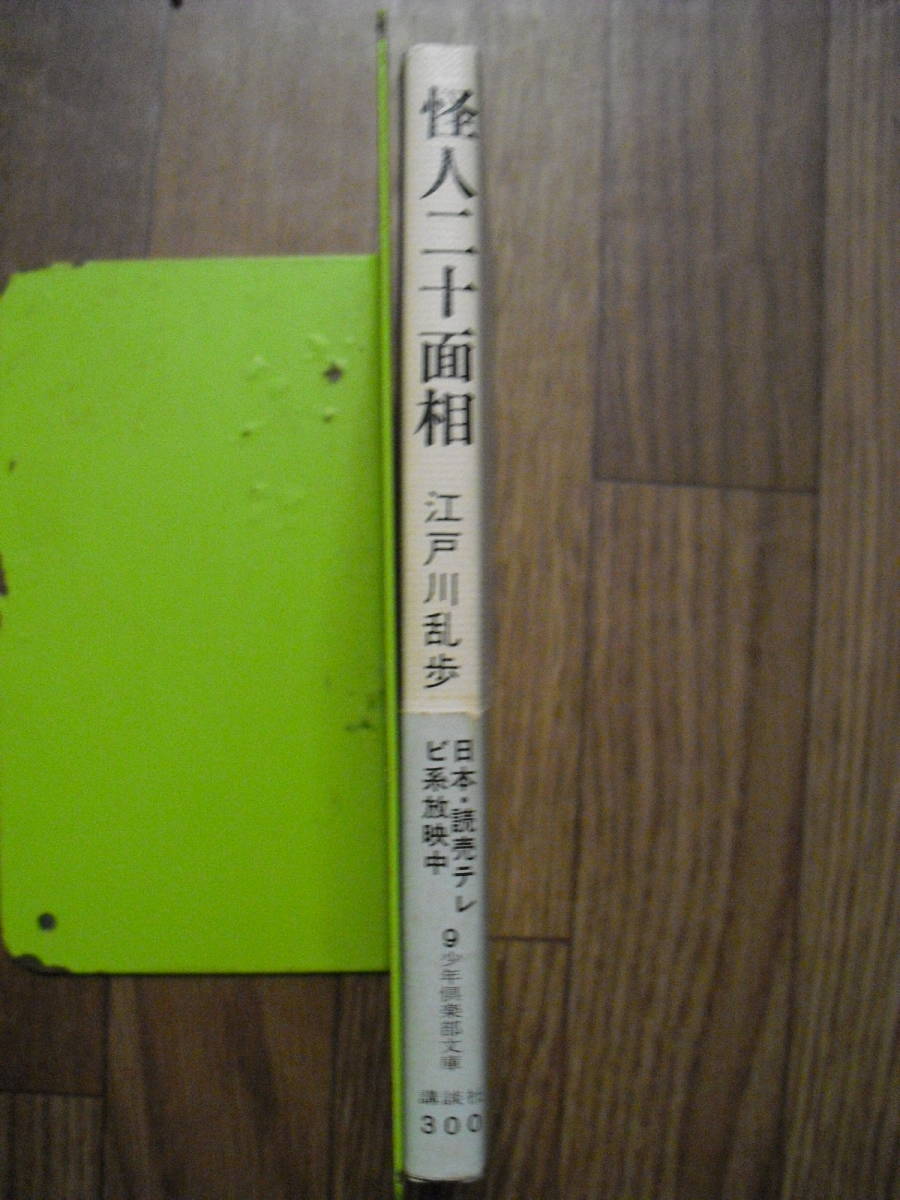 怪人二十面相
江戸川乱歩
日本・読売テレ
ビ系放映中
9少年倶楽部文庫
講談社
300